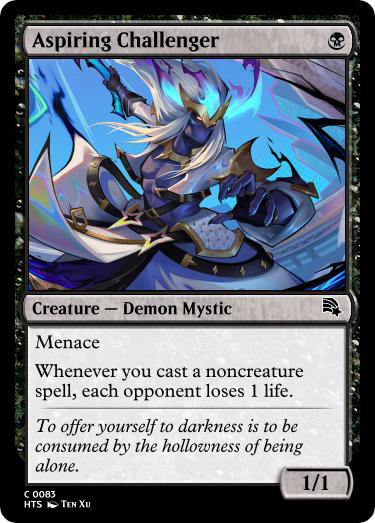 Aspiring Challenger
Creature — Demon Mystic
Menace
Whenever you cast a noncreature
spell, each opponent loses 1 life.
To offer yourself to darkness is to be
consumed by the hollowness of being
alone.
1/1
C 0083
HTS Ten Xu